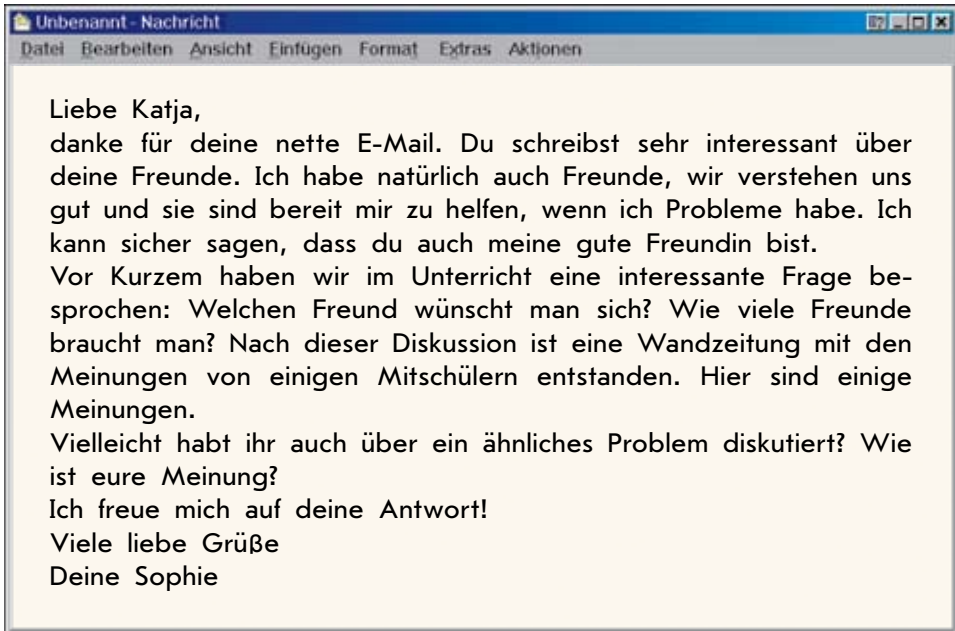 Unbenannt - Nachricht
Datei Bearbeiten Ansicht Einfügen Format Extras Aktionen
Liebe Katja,
danke für deine nette E-Mail. Du schreibst sehr interessant über
deine Freunde. Ich habe natürlich auch Freunde, wir verstehen uns
gut und sie sind bereit mir zu helfen, wenn ich Probleme habe. Ich
kann sicher sagen, dass du auch meine gute Freundin bist.
Vor Kurzem haben wir im Unterricht eine interessante Frage be-
sprochen: Welchen Freund wünscht man sich? Wie viele Freunde
braucht man? Nach dieser Diskussion ist eine Wandzeitung mit den
Meinungen von einigen Mitschülern entstanden. Hier sind einige
Meinungen.
Vielleicht habt ihr auch über ein ähnliches Problem diskutiert? Wie
ist eure Meinung?
Ich freue mich auf deine Antwort!
Viele liebe Grüße
Deine Sophie